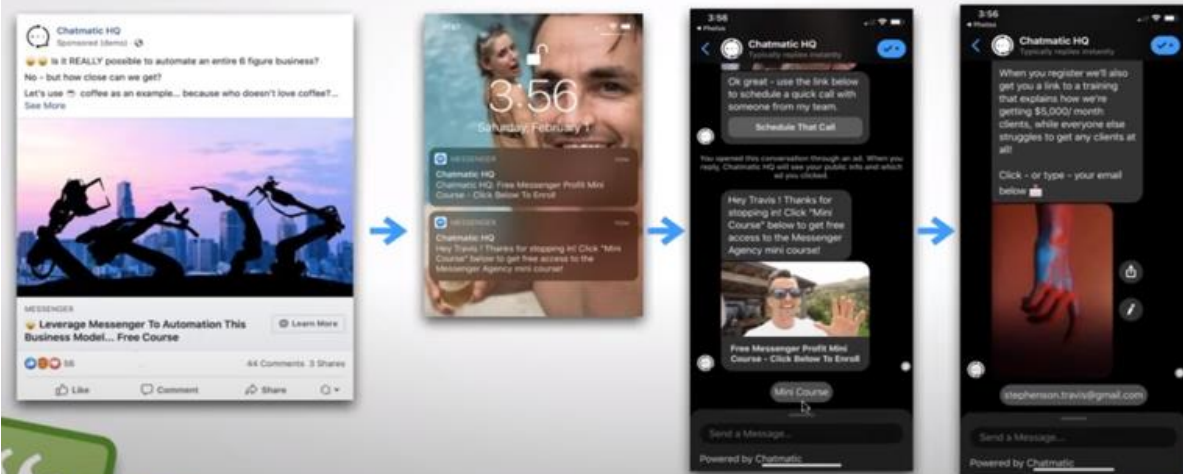 Chatmatic HQ
Sponsored (demo)
Is it REALLY possible to automate an entire 6 figure business?
No - but how close can we get?
Let's use coffee as an example... because who doesn't love coffee?...
See More
MESSENGER
Leverage Messenger To Automation This
Business Model... Free Course
Learn More
56
44 Comments 3 Shares
Like
Comment
Share
3:56
Saturday, February 1
MESSENGER
now
Chatmatic HQ
Chatmatic HQ: Free Messenger Profit Mini
Course - Click Below To Enroll
MESSENGER
now
Chatmatic HQ
Hey Travis ! Thanks for stopping in! Click "Mini
Course" below to get free access to the
Messenger Agency mini course!
3:56
Photos
Chatmatic HQ
Typically replies instantly
Ok great - use the link below
to schedule a quick call with
someone from my team.
Schedule That Call
You opened this conversation through an ad. When you
reply, Chatmatic HQ will see your public info and which
ad you clicked.
Hey Travis ! Thanks for
stopping in! Click "Mini
Course" below to get free
access to the Messenger
Agency mini course!
Free Messenger Profit Mini
Course - Click Below To Enroll
Mini Course
Send a Message...
Powered by Chatmatic
3:56
Photos
Chatmatic HQ
Typically replies instantly
When you register we'll also
get you a link to a training
that explains how we're
getting $5,000/ month
clients, while everyone else
struggles to get any clients at
all!
Click - or type - your email
below
stephenson.travis@gmail.com
Send a Message...
Powered by Chatmatic